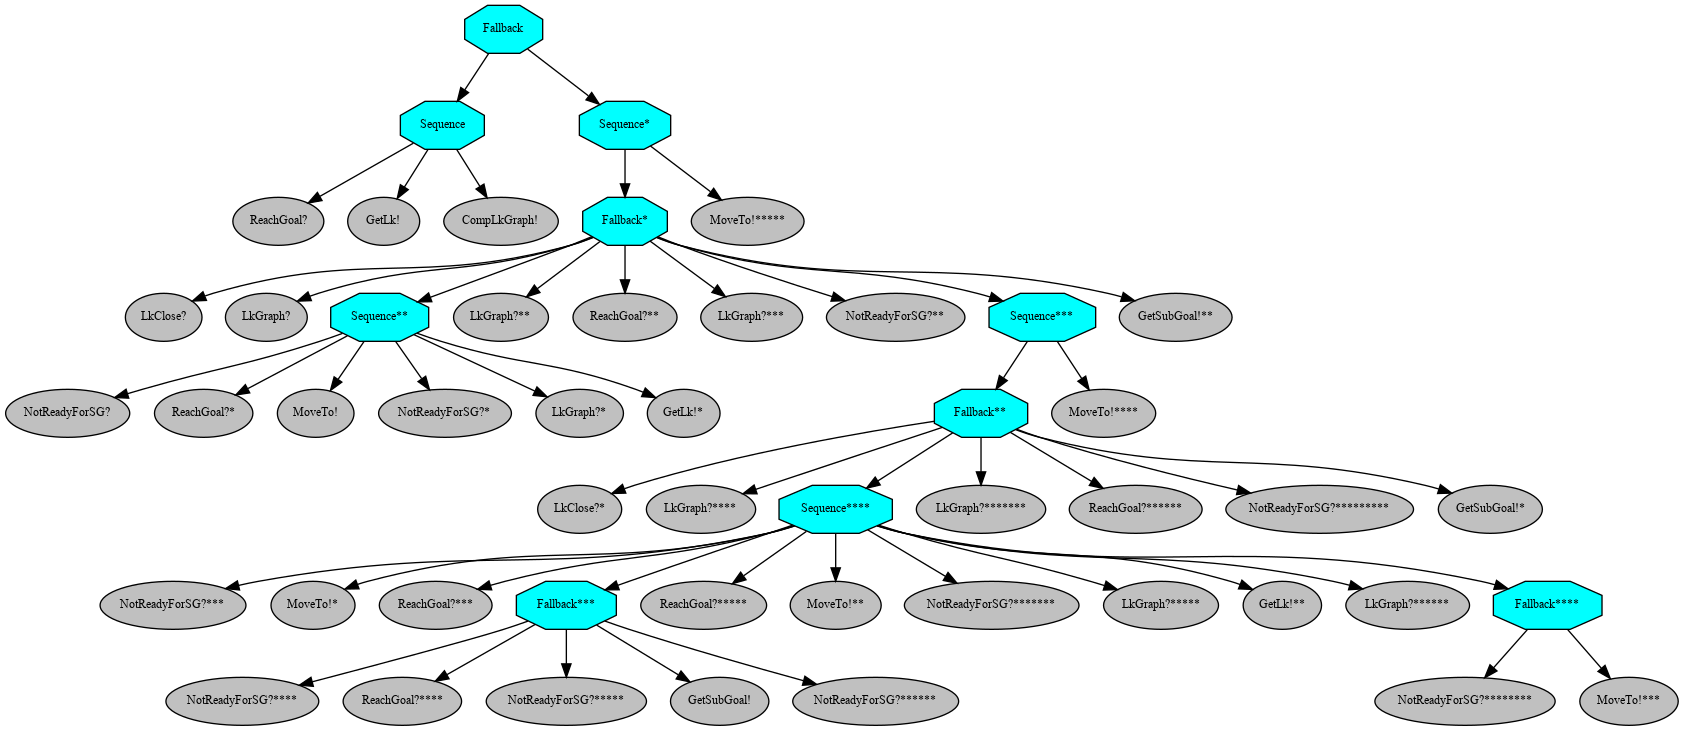 Fallback
Sequence
Sequence*
ReachGoal?
GetLk!
CompLkGraph!
Fallback*
MoveTo!*****
LkClose?
LkGraph?
Sequence**
LkGraph?**
ReachGoal?**
LkGraph?***
NotReadyForSG?**
Sequence***
GetSubGoal!**
NotReadyForSG?
ReachGoal?*
MoveTo!
NotReadyForSG?*
LkGraph?*
GetLk!*
Fallback**
MoveTo!****
LkClose?*
LkGraph?****
Sequence****
LkGraph?*******
ReachGoal?******
NotReadyForSG?*********
GetSubGoal!*
NotReadyForSG?***
MoveTo!*
ReachGoal?***
Fallback***
ReachGoal?*****
MoveTo!**
NotReadyForSG?*******
LkGraph?*****
GetLk!**
LkGraph?******
Fallback****
NotReadyForSG?****
ReachGoal?****
NotReadyForSG?*****
GetSubGoal!
NotReadyForSG?******
NotReadyForSG?********
MoveTo!***